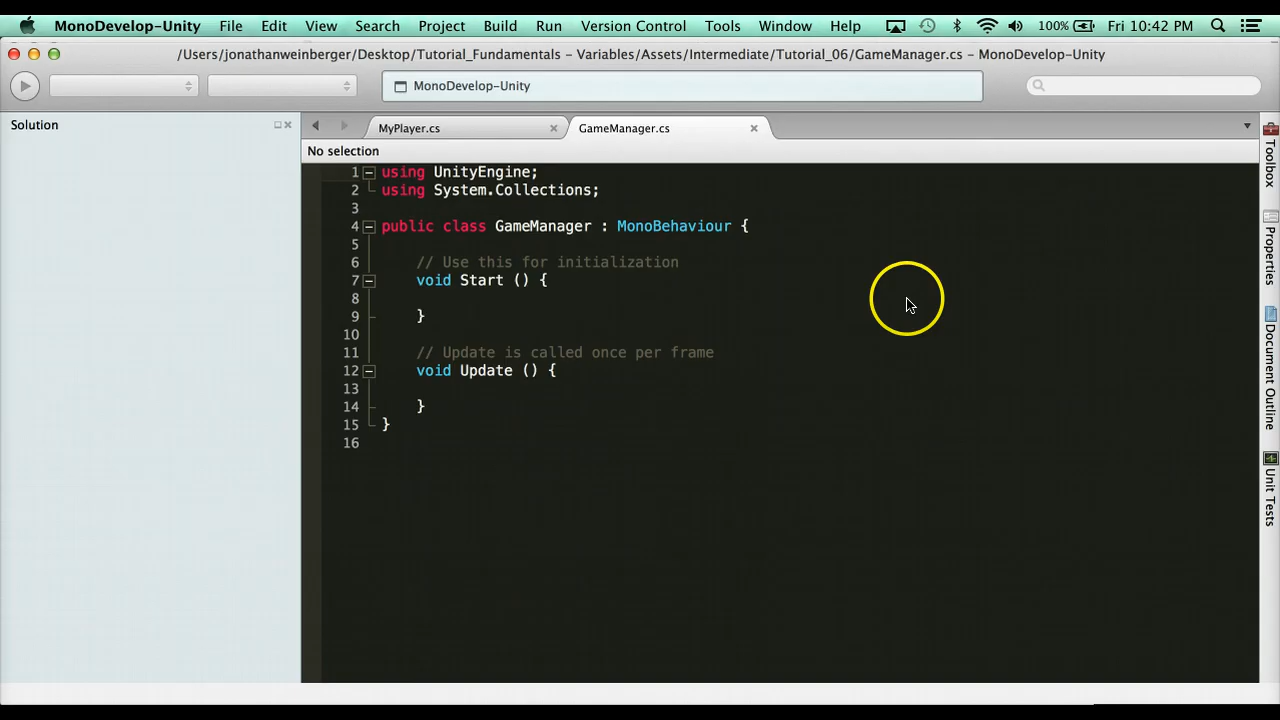 MonoDevelop-Unity File Edit View Search Project Build Run Version Control Tools Window Help 100% Fri 10:42 PM
/Users/jonathanweinberger/Desktop/Tutorial_Fundamentals – Variables/Assets/Intermediate/Tutorial_06/GameManager.cs – MonoDevelop-Unity
MonoDevelop-Unity
Solution
MyPlayer.cs GameManager.cs
No selection
1 using UnityEngine;
2 using System.Collections;
3
4 public class GameManager : MonoBehaviour {
5
6 // Use this for initialization
7 void Start () {
8
9 }
10
11 // Update is called once per frame
12 void Update () {
13
14 }
15 }
16
Toolbox
Properties
Document Outline
Unit Tests